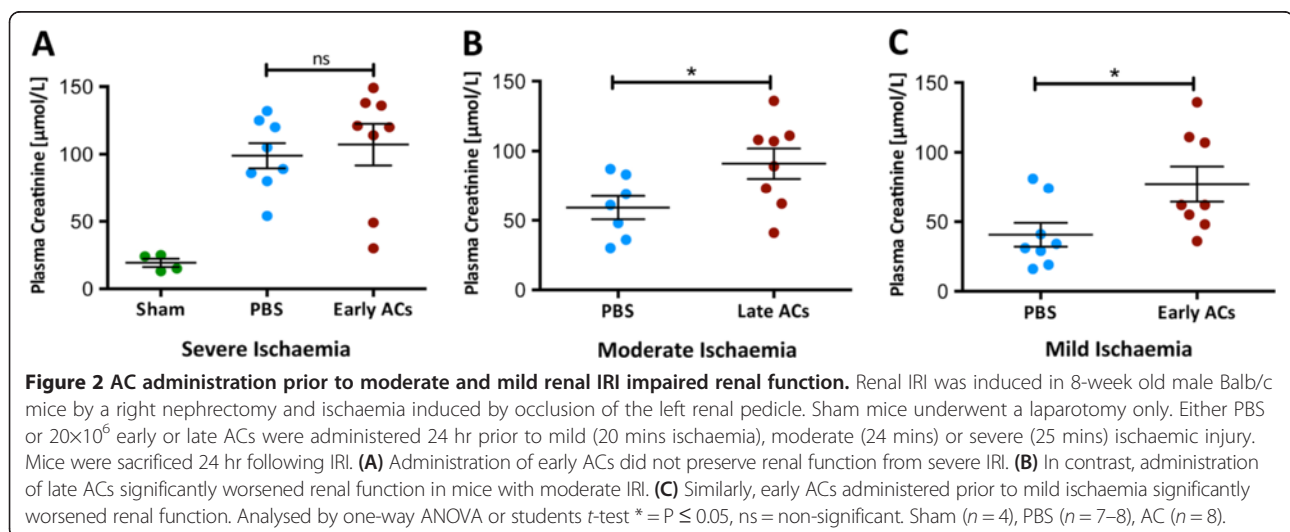 A
ns
Plasma Creatinine [µmol/L]
150
100
50
0
Sham
PBS
Early ACs
Severe Ischaemia
B
*
Plasma Creatinine [µmol/L]
150
100
50
0
PBS
Late ACs
Moderate Ischaemia
C
*
Plasma Creatinine [µmol/L]
150
100
50
0
PBS
Early ACs
Mild Ischaemia
Figure 2 AC administration prior to moderate and mild renal IRI impaired renal function. Renal IRI was induced in 8-week old male Balb/c
mice by a right nephrectomy and ischaemia induced by occlusion of the left renal pedicle. Sham mice underwent a laparotomy only. Either PBS
or 20×10⁶ early or late ACs were administered 24 hr prior to mild (20 mins ischaemia), moderate (24 mins) or severe (25 mins) ischaemic injury.
Mice were sacrificed 24 hr following IRI. (A) Administration of early ACs did not preserve renal function from severe IRI. (B) In contrast, administration
of late ACs significantly worsened renal function in mice with moderate IRI. (C) Similarly, early ACs administered prior to mild ischaemia significantly
worsened renal function. Analysed by one-way ANOVA or students t-test * = P ≤ 0.05, ns = non-significant. Sham (n = 4), PBS (n = 7–8), AC (n = 8).